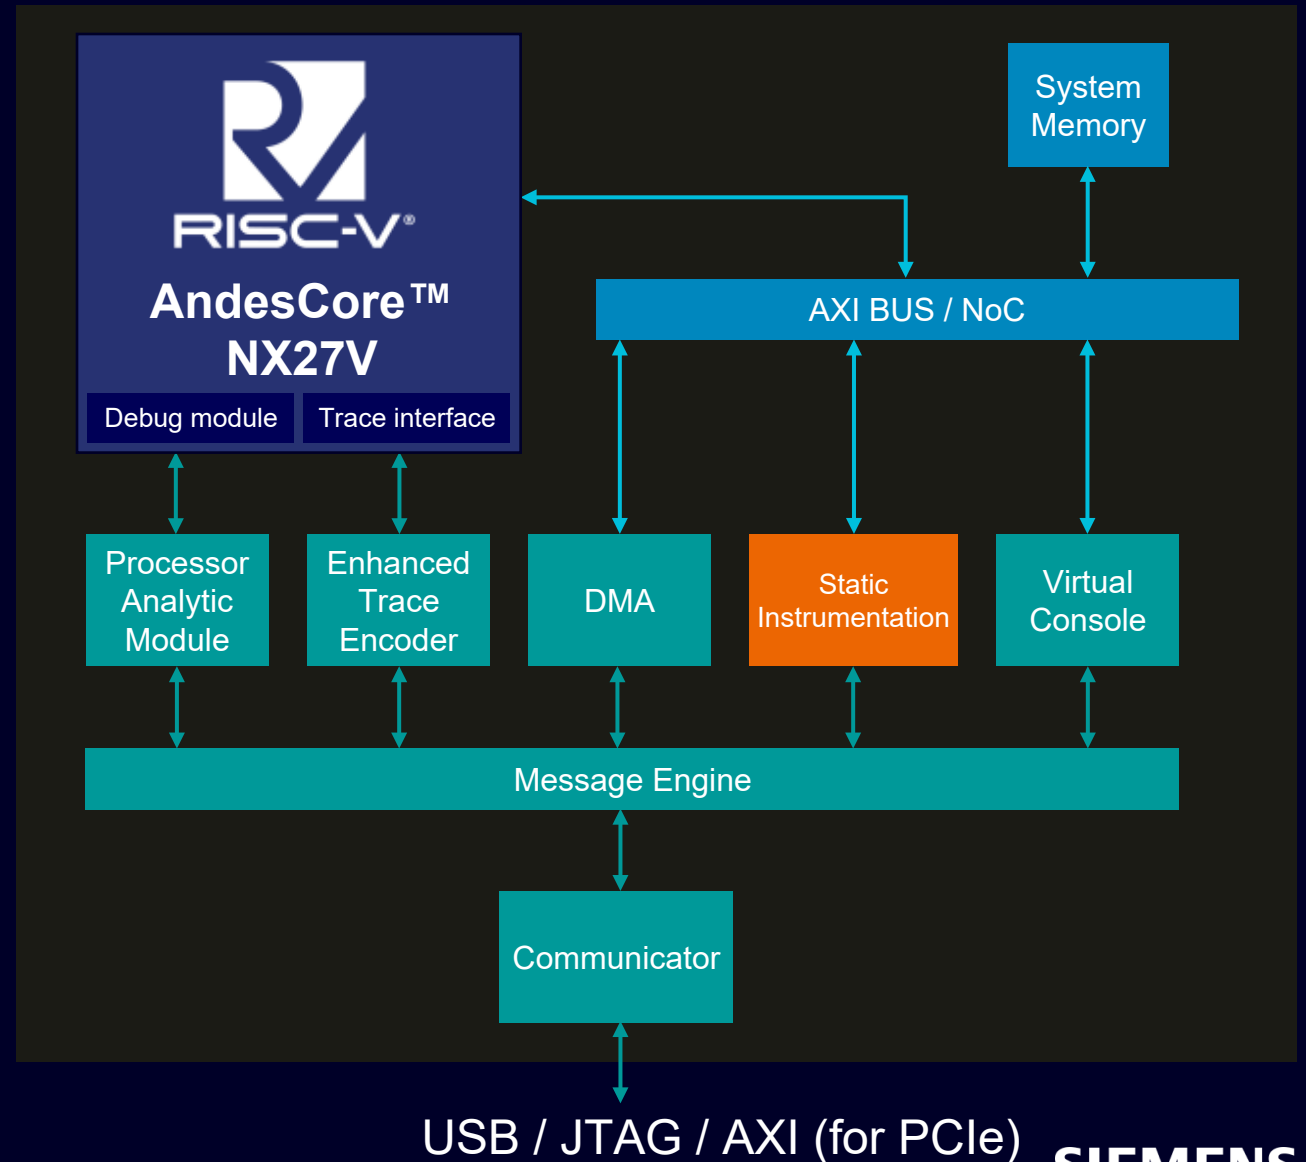 RISC-V®
AndesCore™
NX27V
Debug module
Trace interface
System
Memory
AXI BUS / NoC
Processor
Analytic
Module
Enhanced
Trace
Encoder
DMA
Static
Instrumentation
Virtual
Console
Message Engine
Communicator
USB / JTAG / AXI (for PCIe)
SIEMENS